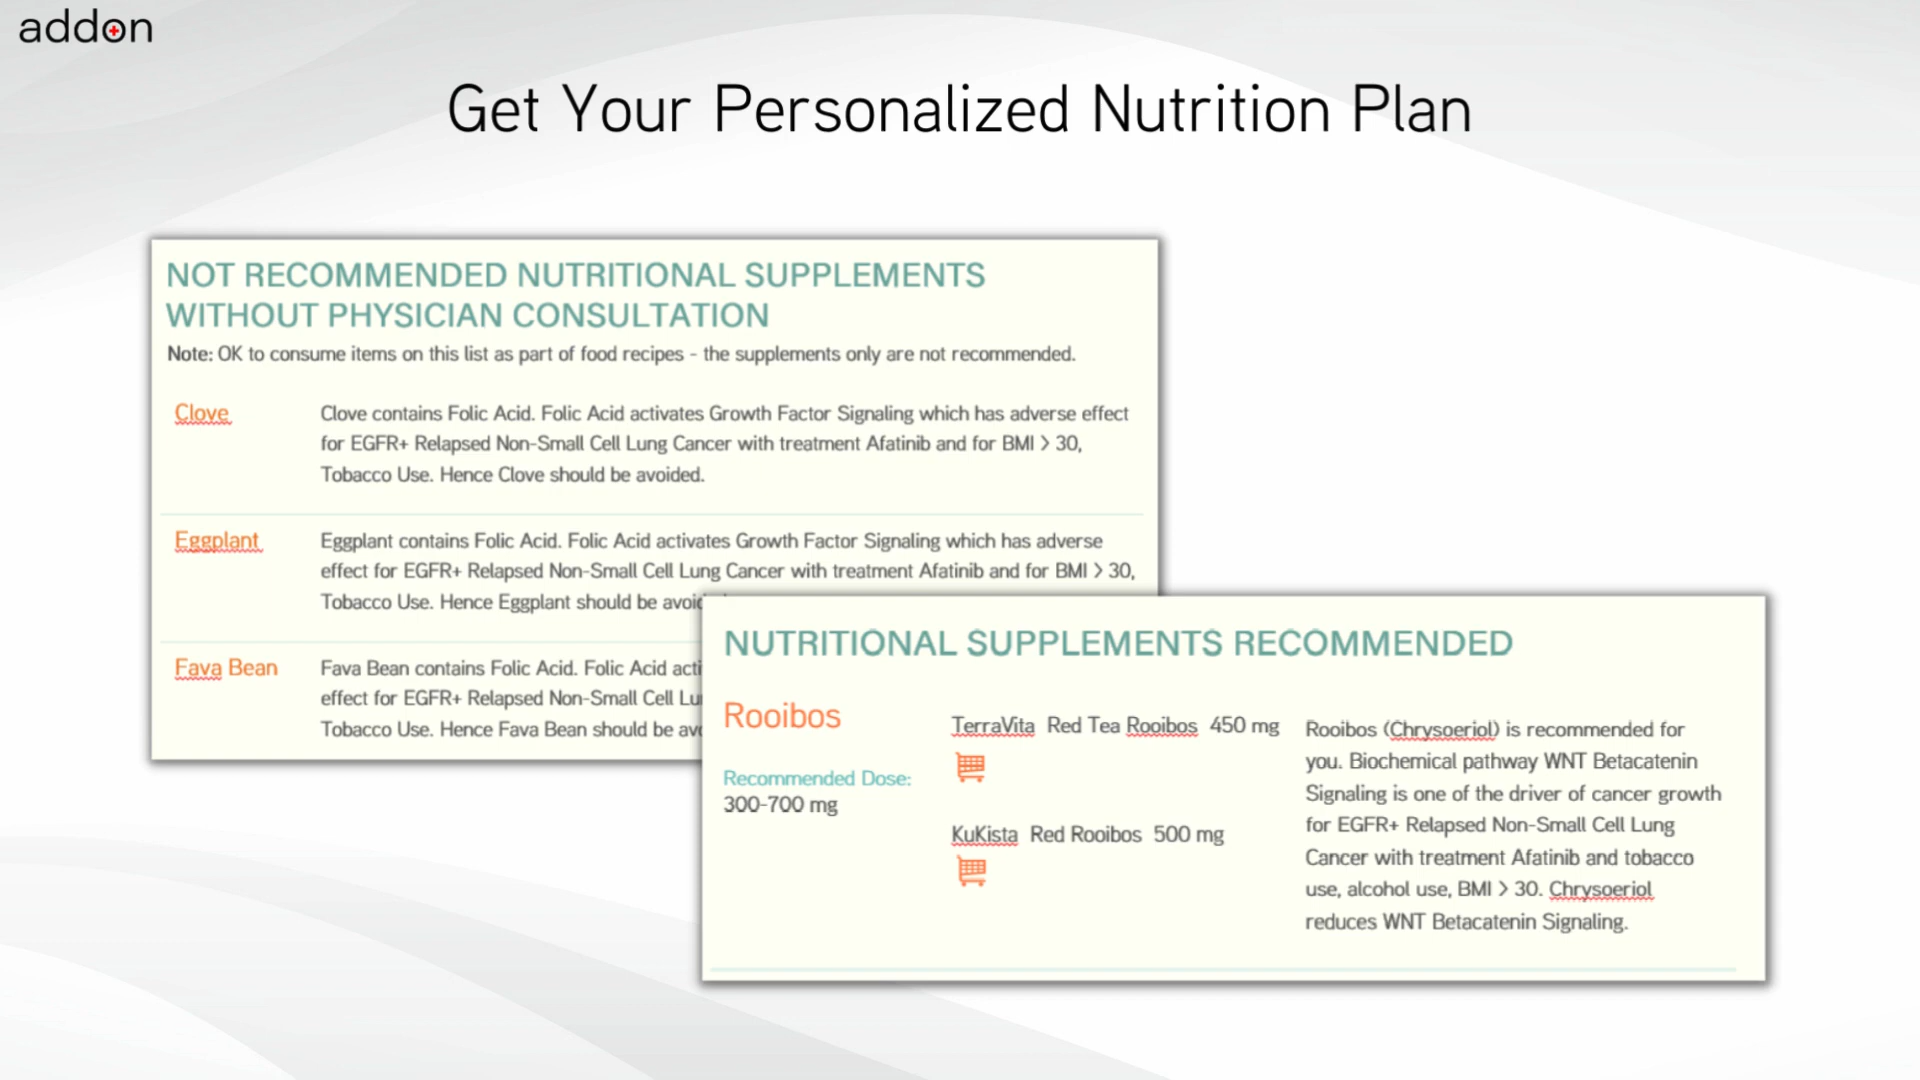 addon
Get Your Personalized Nutrition Plan
NOT RECOMMENDED NUTRITIONAL SUPPLEMENTS
WITHOUT PHYSICIAN CONSULTATION
Note: OK to consume items on this list as part of food recipes - the supplements only are not recommended.
Clove
Clove contains Folic Acid. Folic Acid activates Growth Factor Signaling which has adverse effect
for EGFR+ Relapsed Non-Small Cell Lung Cancer with treatment Afatinib and for BMI > 30,
Tobacco Use. Hence Clove should be avoided.
Eggplant
Eggplant contains Folic Acid. Folic Acid activates Growth Factor Signaling which has adverse
effect for EGFR+ Relapsed Non-Small Cell Lung Cancer with treatment Afatinib and for BMI > 30,
Tobacco Use. Hence Eggplant should be
Fava Bean
Fava Bean contains Folic Acid. Folic Acid
effect for EGFR+ Relapsed Non-Small Cell
Tobacco Use. Hence Fava Bean should be
NUTRITIONAL SUPPLEMENTS RECOMMENDED
Rooibos
Recommended Dose:
300-700 mg
TerraVita Red Tea Rooibos 450 mg
KuKista Red Rooibos 500 mg
Rooibos (Chrysoeriol) is recommended for
you. Biochemical pathway WNT Betacatenin
Signaling is one of the driver of cancer growth
for EGFR+ Relapsed Non-Small Cell Lung
Cancer with treatment Afatinib and tobacco
use, alcohol use, BMI > 30. Chrysoeriol
reduces WNT Betacatenin Signaling.